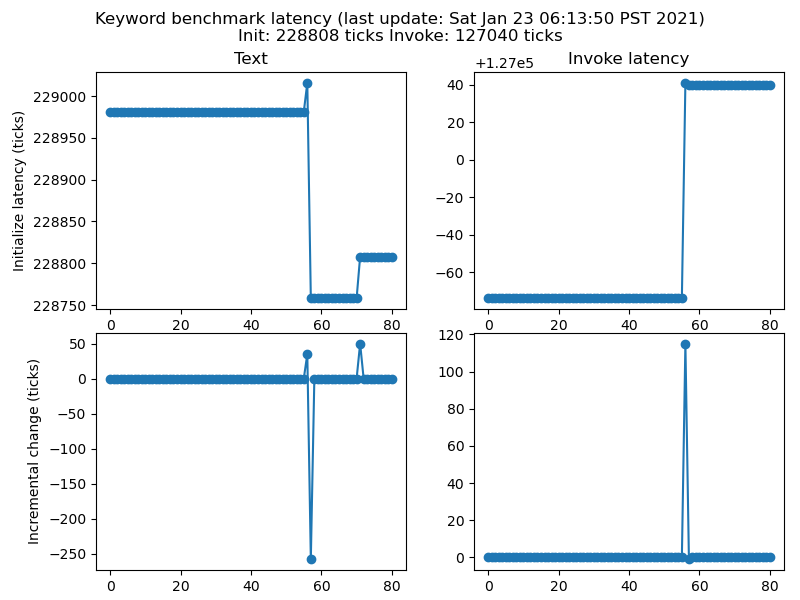 Keyword benchmark latency (last update: Sat Jan 23 06:13:50 PST 2021)
Init: 228808 ticks Invoke: 127040 ticks
Text
Initialize latency (ticks)
229000
228950
228900
228850
228800
228750
0 20 40 60 80
Invoke latency
+1.27e5
40
20
0
−20
−40
−60
0 20 40 60 80
Incremental change (ticks)
50
0
−50
−100
−150
−200
−250
0 20 40 60 80
120
100
80
60
40
20
0
0 20 40 60 80